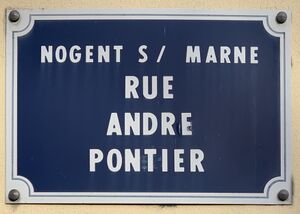 NOGENT S/ MARNE
RUE
ANDRE
PONTIER